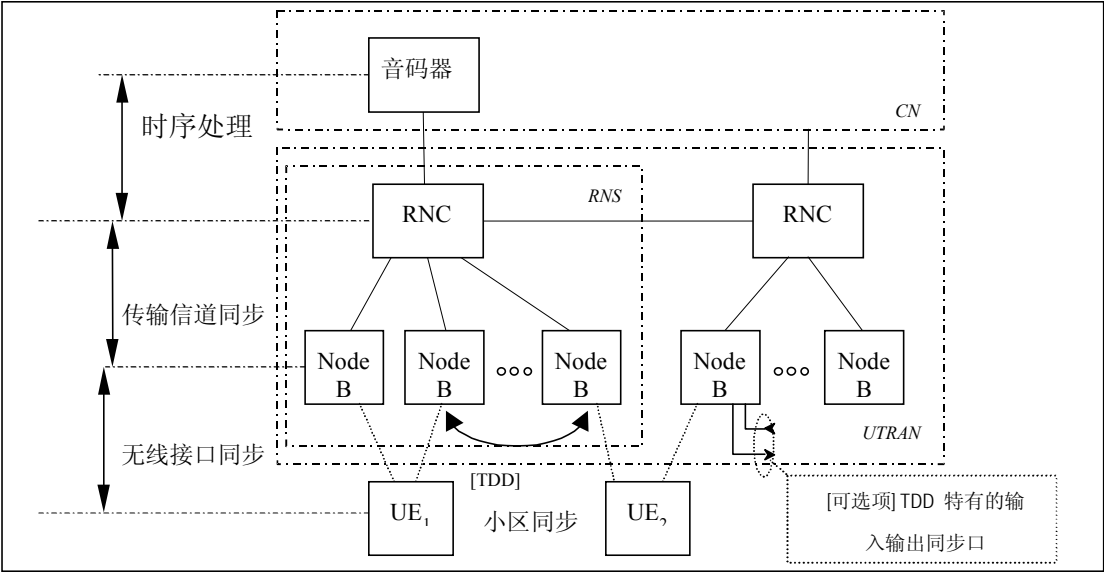 音码器
CN
时序处理
RNS
RNC
RNC
传输信道同步
Node B
Node B
Node B
Node B
Node B
UTRAN
无线接口同步
[TDD]
小区同步
UE1
UE2
[可选项] TDD 特有的输
入输出同步口